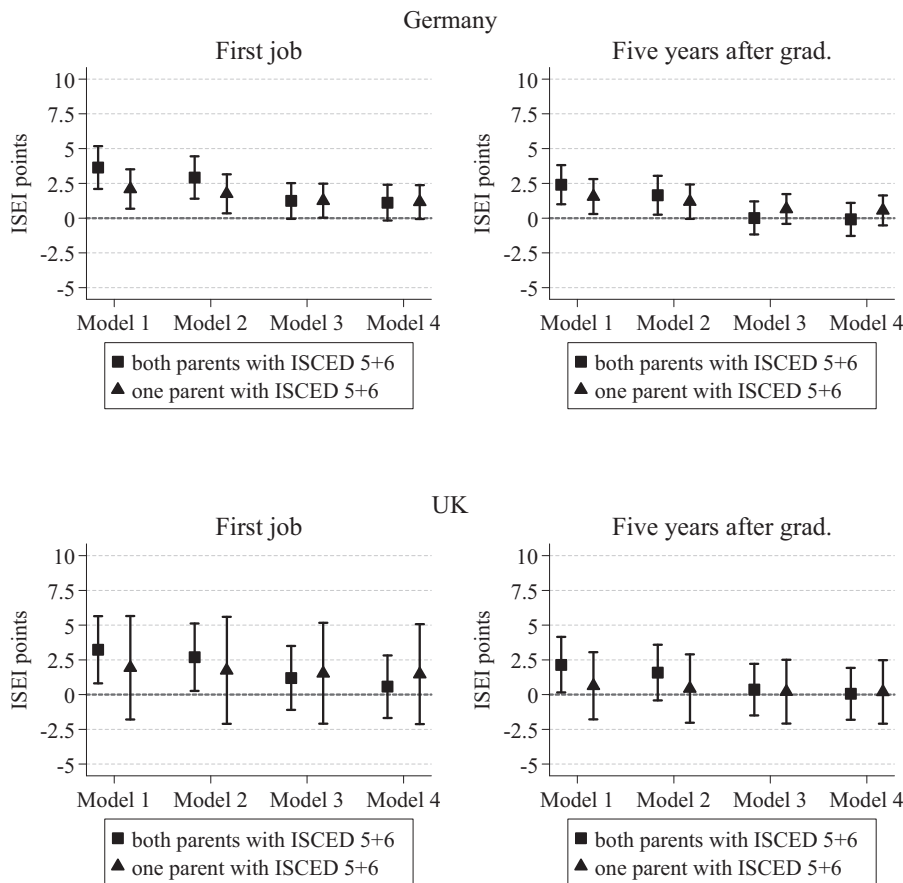 Germany
First job
Five years after grad.
ISEI points
10
7.5
5
2.5
0
-2.5
-5
Model 1 Model 2 Model 3 Model 4
both parents with ISCED 5+6
one parent with ISCED 5+6
ISEI points
10
7.5
5
2.5
0
-2.5
-5
Model 1 Model 2 Model 3 Model 4
both parents with ISCED 5+6
one parent with ISCED 5+6
UK
First job
Five years after grad.
ISEI points
10
7.5
5
2.5
0
-2.5
-5
Model 1 Model 2 Model 3 Model 4
both parents with ISCED 5+6
one parent with ISCED 5+6
ISEI points
10
7.5
5
2.5
0
-2.5
-5
Model 1 Model 2 Model 3 Model 4
both parents with ISCED 5+6
one parent with ISCED 5+6